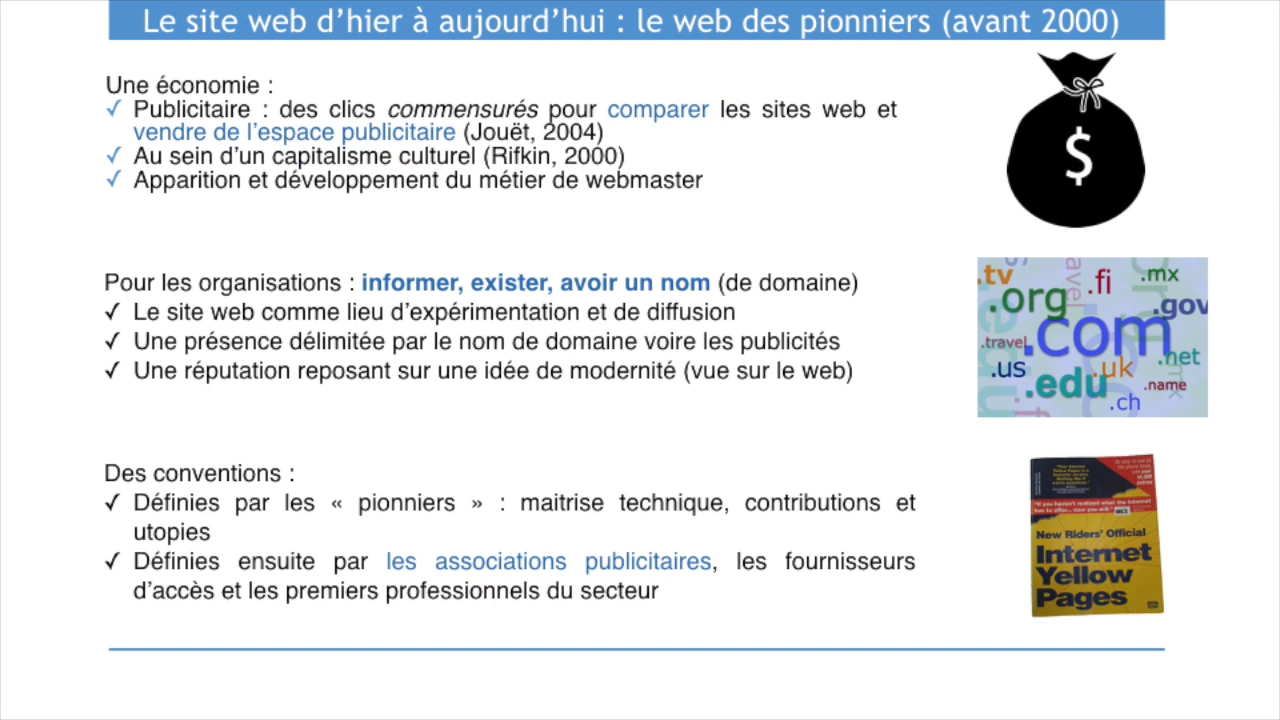 Le site web d’hier à aujourd’hui : le web des pionniers (avant 2000)
Une économie :
✓ Publicitaire : des clics commensurés pour comparer les sites web et
vendre de l’espace publicitaire (Jouët, 2004)
✓ Au sein d’un capitalisme culturel (Rifkin, 2000)
✓ Apparition et développement du métier de webmaster
$
Pour les organisations : informer, exister, avoir un nom (de domaine)
✓ Le site web comme lieu d’expérimentation et de diffusion
✓ Une présence délimitée par le nom de domaine voire les publicités
✓ Une réputation reposant sur une idée de modernité (vue sur le web)
.tv
.fi
.mx
.org
.gov
.com
.travel
.net
.us
.uk
.edu
.name
.ch
Des conventions :
✓ Définies par les « pionniers » : maitrise technique, contributions et
utopies
✓ Définies ensuite par les associations publicitaires, les fournisseurs
d’accès et les premiers professionnels du secteur
New Riders’ Official
Internet
Yellow
Pages